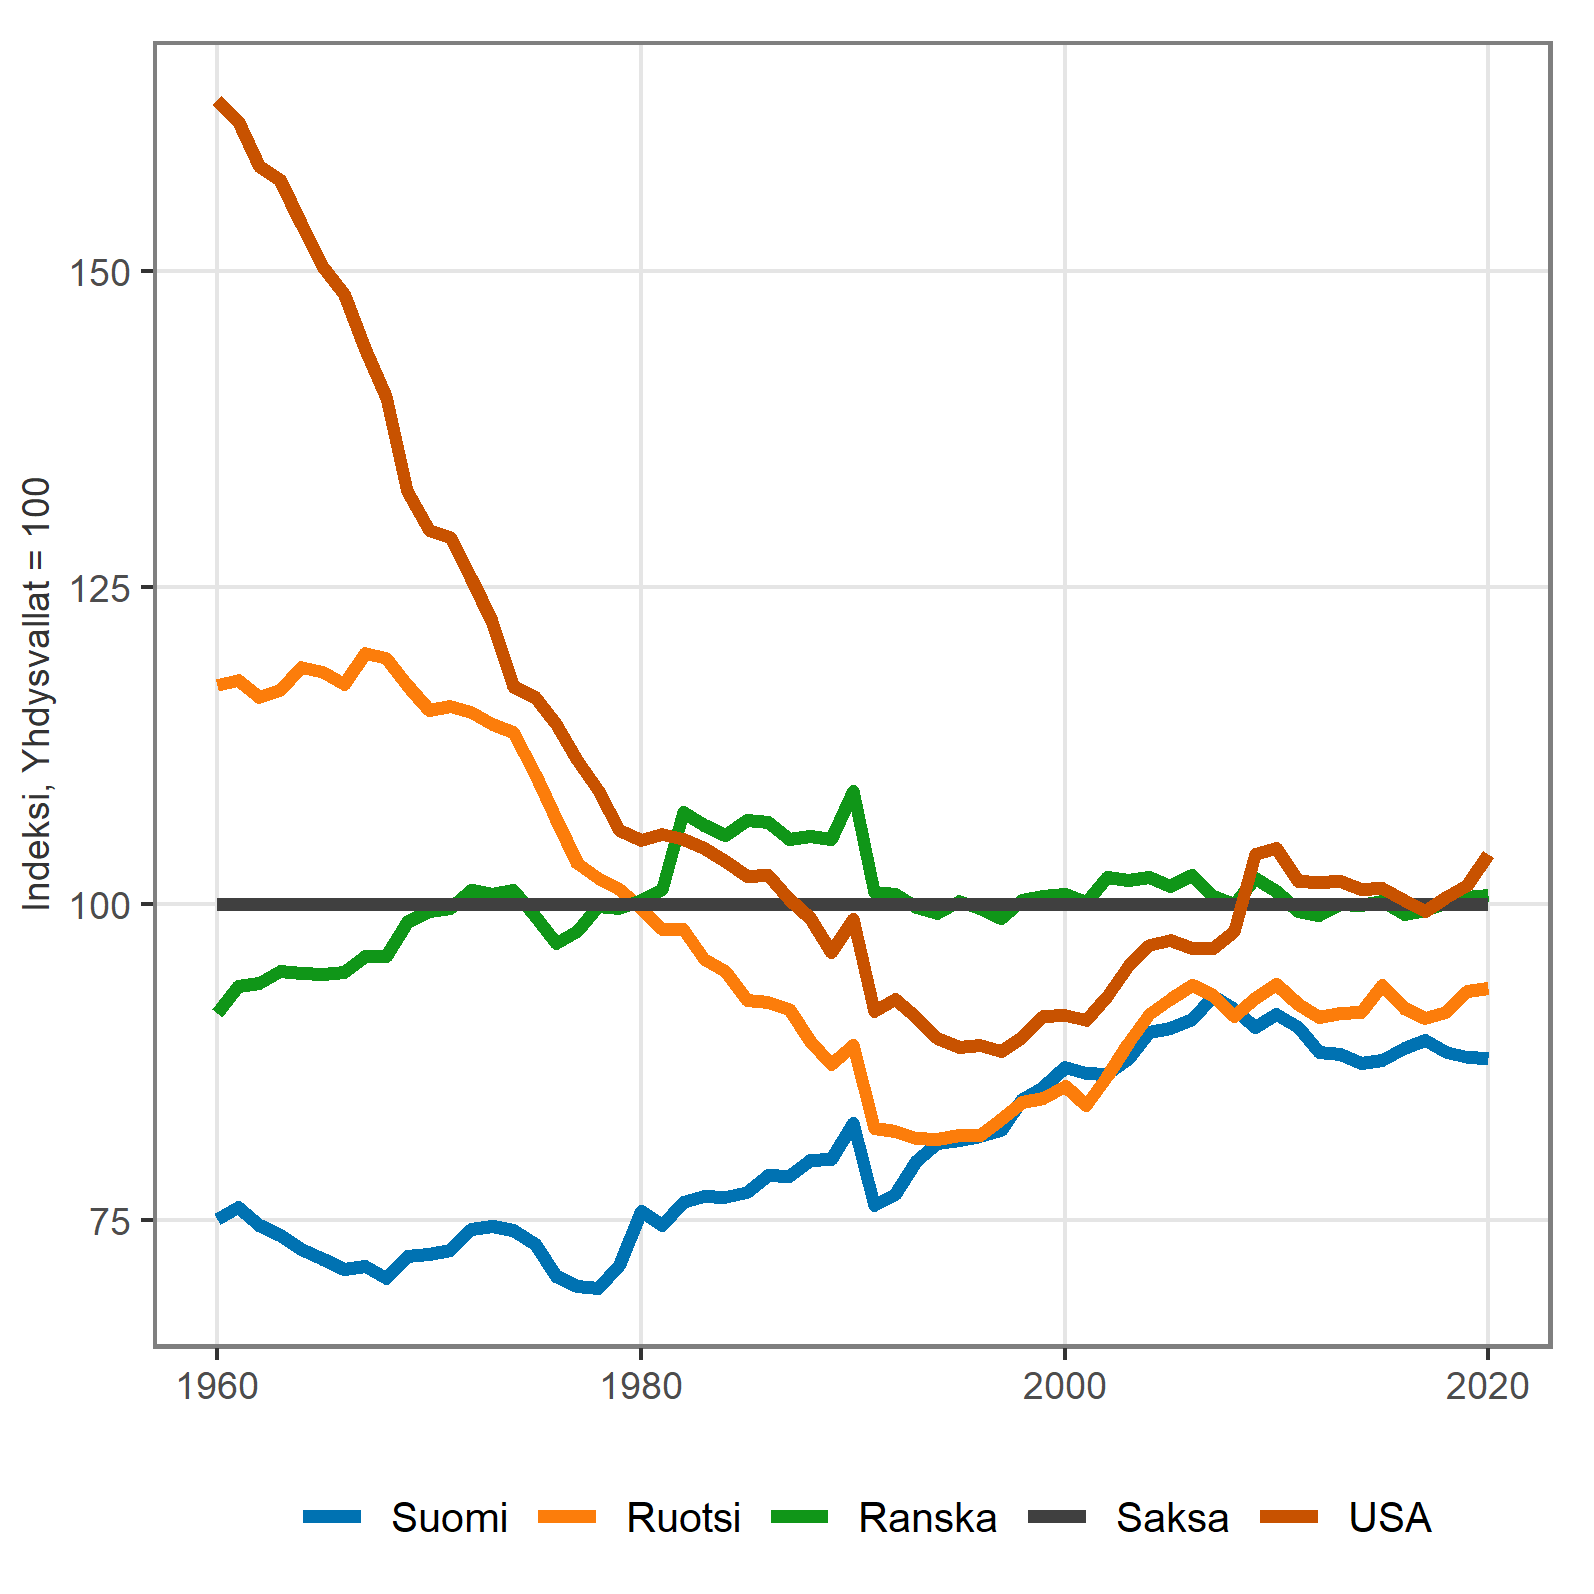 Indeksi, Yhdysvallat = 100
150
125
100
75
1960 1980 2000 2020
Suomi Ruotsi Ranska Saksa USA